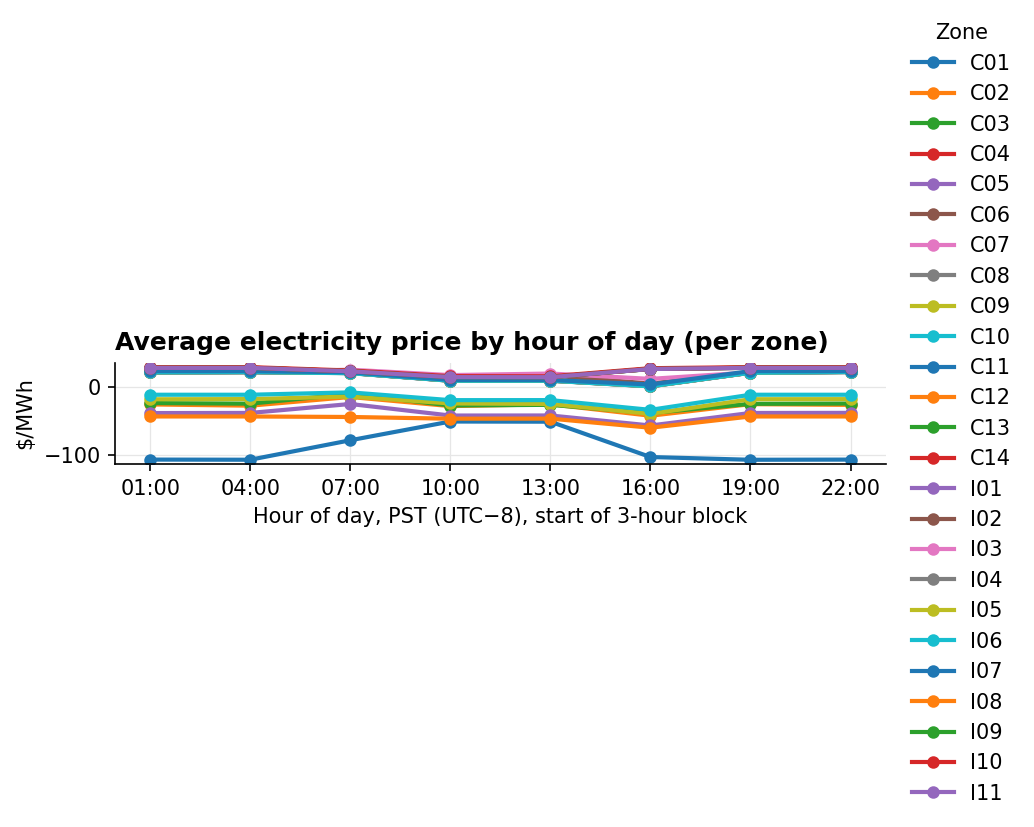 Average electricity price by hour of day (per zone)
$/MWh
0
−100
01:00 04:00 07:00 10:00 13:00 16:00 19:00 22:00
Hour of day, PST (UTC−8), start of 3-hour block
Zone
C01
C02
C03
C04
C05
C06
C07
C08
C09
C10
C11
C12
C13
C14
I01
I02
I03
I04
I05
I06
I07
I08
I09
I10
I11